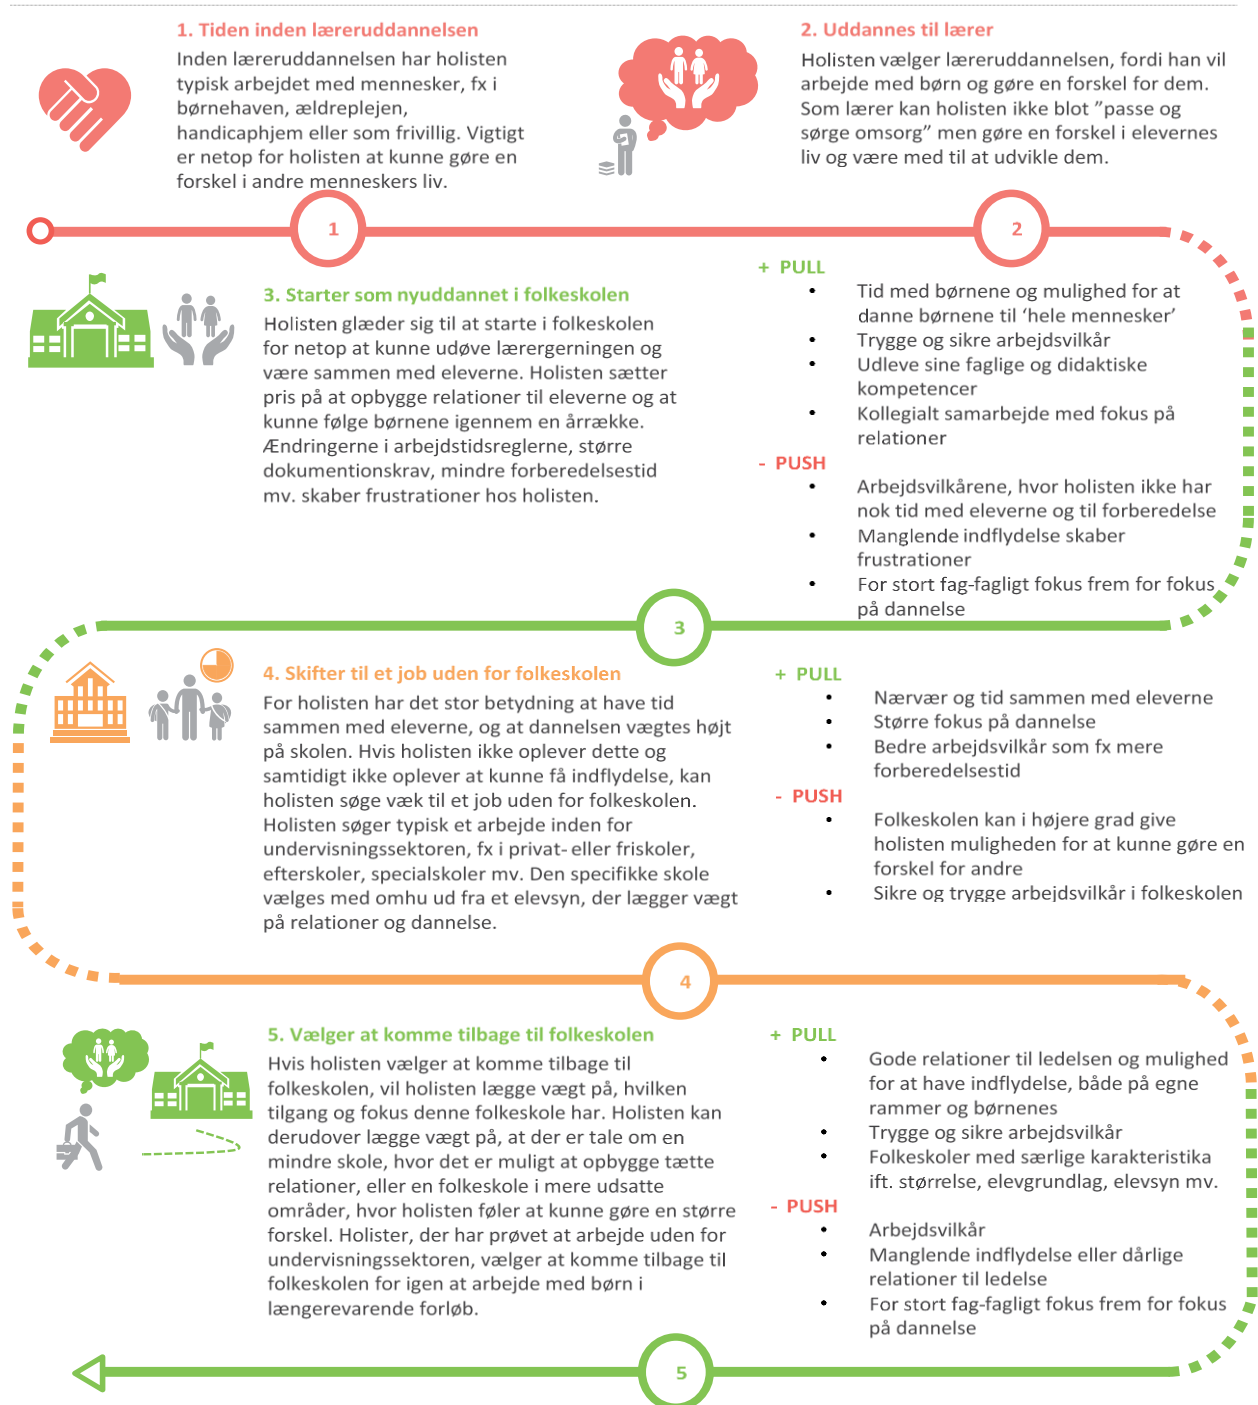 1. Tiden inden læreruddannelsen
Inden læreruddannelsen har holisten
typisk arbejdet med mennesker, fx i
børnehaven, ældreplejen,
handicaphjem eller som frivillig. Vigtigt
er netop for holisten at kunne gøre en
forskel i andre menneskers liv.
2. Uddannes til lærer
Holisten vælger læreruddannelsen, fordi han vil
arbejde med børn og gøre en forskel for dem.
Som lærer kan holisten ikke blot ”passe og
sørge omsorg” men gøre en forskel i elevernes
liv og være med til at udvikle dem.
1
2
3. Starter som nyuddannet i folkeskolen
Holisten glæder sig til at starte i folkeskolen
for netop at kunne udøve lærergerningen og
være sammen med eleverne. Holisten sætter
pris på at opbygge relationer til eleverne og at
kunne følge børnene igennem en årrække.
Ændringerne i arbejdstidsreglerne, større
dokumentionskrav, mindre forberedelsestid
mv. skaber frustrationer hos holisten.
+ PULL
• Tid med børnene og mulighed for at
danne børnene til ‘hele mennesker’
• Trygge og sikre arbejdsvilkår
• Udleve sine faglige og didaktiske
kompetencer
• Kollegialt samarbejde med fokus på
relationer
- PUSH
• Arbejdsvilkårene, hvor holisten ikke har
nok tid med eleverne og til forberedelse
• Manglende indflydelse skaber
frustrationer
• For stort fag-fagligt fokus frem for fokus
på dannelse
3
4. Skifter til et job uden for folkeskolen
For holisten har det stor betydning at have tid
sammen med eleverne, og at dannelsen vægtes højt
på skolen. Hvis holisten ikke oplever dette og
samtidigt ikke oplever at kunne få indflydelse, kan
holisten søge væk til et job uden for folkeskolen.
Holisten søger typisk et arbejde inden for
undervisningssektoren, fx i privat- eller friskoler,
efterskoler, specialskoler mv. Den specifikke skole
vælges med omhu ud fra et elevsyn, der lægger vægt
på relationer og dannelse.
+ PULL
• Nærvær og tid sammen med eleverne
• Større fokus på dannelse
• Bedre arbejdsvilkår som fx mere
forberedelsestid
- PUSH
• Folkeskolen kan i højere grad give
holisten muligheden for at kunne gøre en
forskel for andre
• Sikre og trygge arbejdsvilkår i folkeskolen
4
5. Vælger at komme tilbage til folkeskolen
Hvis holisten vælger at komme tilbage til
folkeskolen, vil holisten lægge vægt på, hvilken
tilgang og fokus denne folkeskole har. Holisten kan
derudover lægge vægt på, at der er tale om en
mindre skole, hvor det er muligt at opbygge tætte
relationer, eller en folkeskole i mere udsatte
områder, hvor holisten føler at kunne gøre en større
forskel. Holister, der har prøvet at arbejde uden for
undervisningssektoren, vælger at komme tilbage til
folkeskolen for igen at arbejde med børn i
længerevarende forløb.
+ PULL
• Gode relationer til ledelsen og mulighed
for at have indflydelse, både på egne
rammer og børnenes
• Trygge og sikre arbejdsvilkår
• Folkeskoler med særlige karakteristika
ift. størrelse, elevgrundlag, elevsyn mv.
- PUSH
• Arbejdsvilkår
• Manglende indflydelse eller dårlige
relationer til ledelse
• For stort fag-fagligt fokus frem for fokus
på dannelse
5